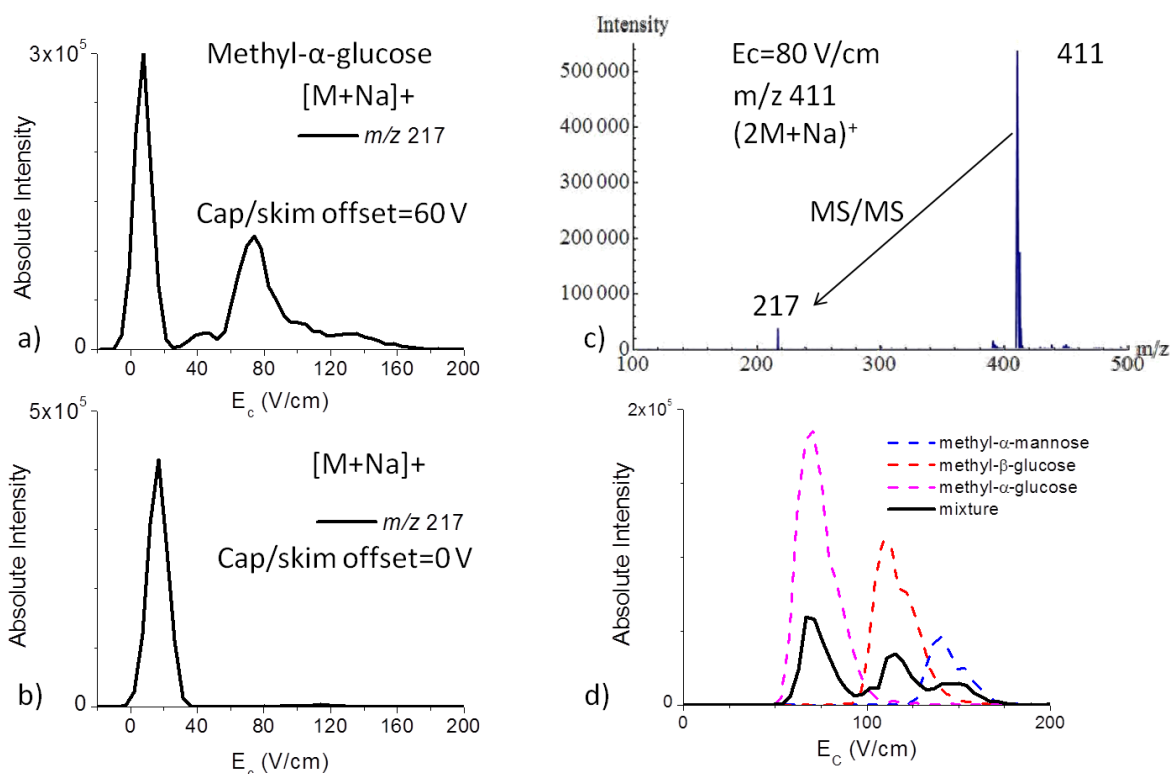 3x10⁵
Methyl-α-glucose
[M+Na]+
m/z 217
Cap/skim offset=60 V
Absolute Intensity
0
a)
0 40 80 120 160 200
E_c (V/cm)
5x10⁵
[M+Na]+
m/z 217
Cap/skim offset=0 V
Absolute Intensity
0
b)
0 40 80 120 160 200
E_c (V/cm)
Intensity
500 000
400 000
300 000
200 000
100 000
0
Ec=80 V/cm
m/z 411
(2M+Na)⁺
411
MS/MS
217
c)
100 200 300 400 500
m/z
2x10⁵
methyl-α-mannose
methyl-β-glucose
methyl-α-glucose
mixture
Absolute Intensity
0
d)
0 100 200
E_C (V/cm)